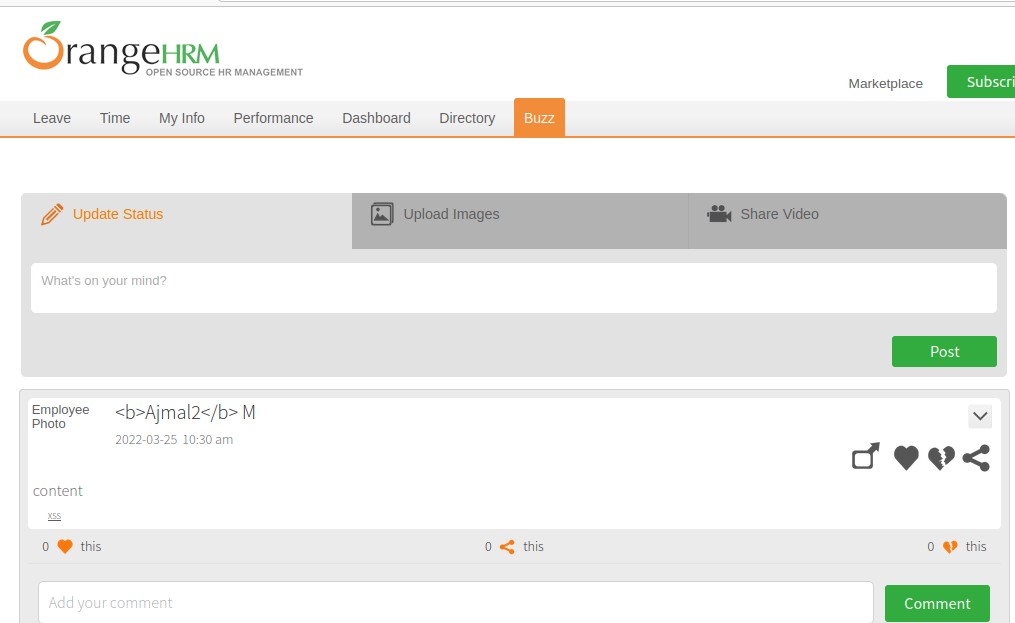 OrangeHRM
OPEN SOURCE HR MANAGEMENT
Marketplace
Subscri
Leave Time My Info Performance Dashboard Directory Buzz
Update Status Upload Images Share Video
What's on your mind?
Post
Employee Photo
<b>Ajmal2</b> M
2022-03-25 10:30 am
content
xss
0 this 0 this 0 this
Add your comment
Comment